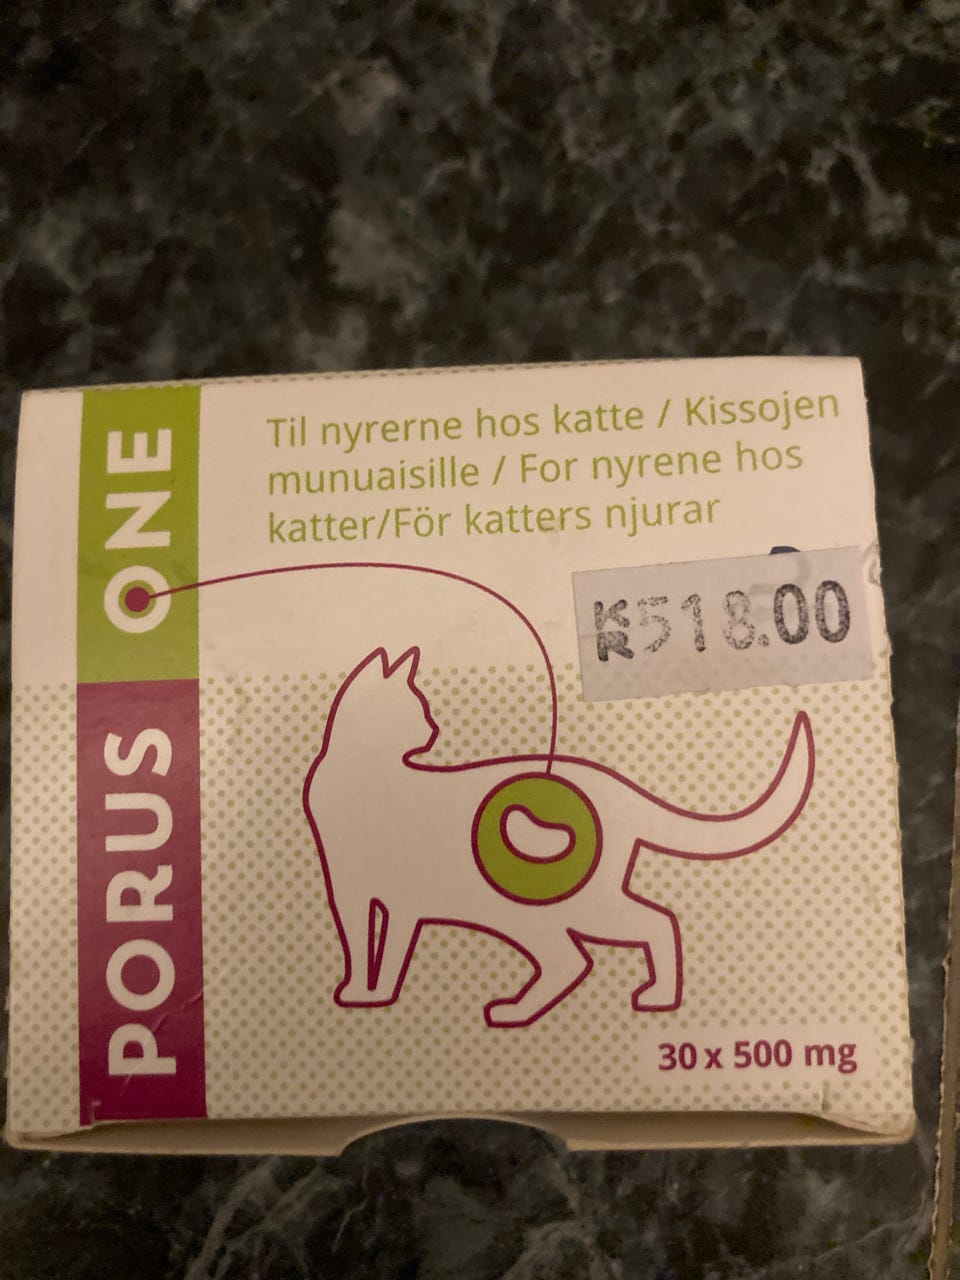 PORUS ONE
Til nyrerne hos katte / Kissojen
munuaisille / For nyrene hos
katter/För katters njurar
KR518.00
30 x 500 mg